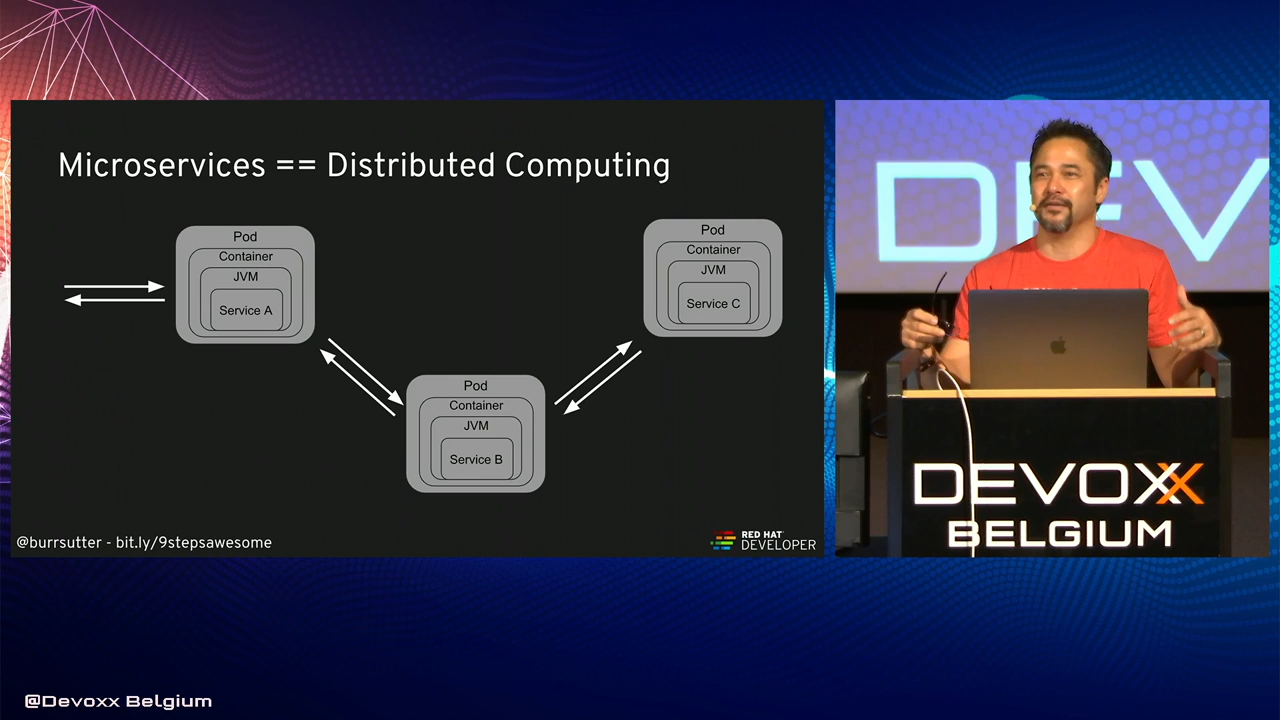 Microservices == Distributed Computing
Pod
Container
JVM
Service A
Pod
Container
JVM
Service C
Pod
Container
JVM
Service B
@burrsutter - bit.ly/9stepsawesome
RED HAT
DEVELOPER
DEV
DEVOXX
BELGIUM
@Devoxx Belgium